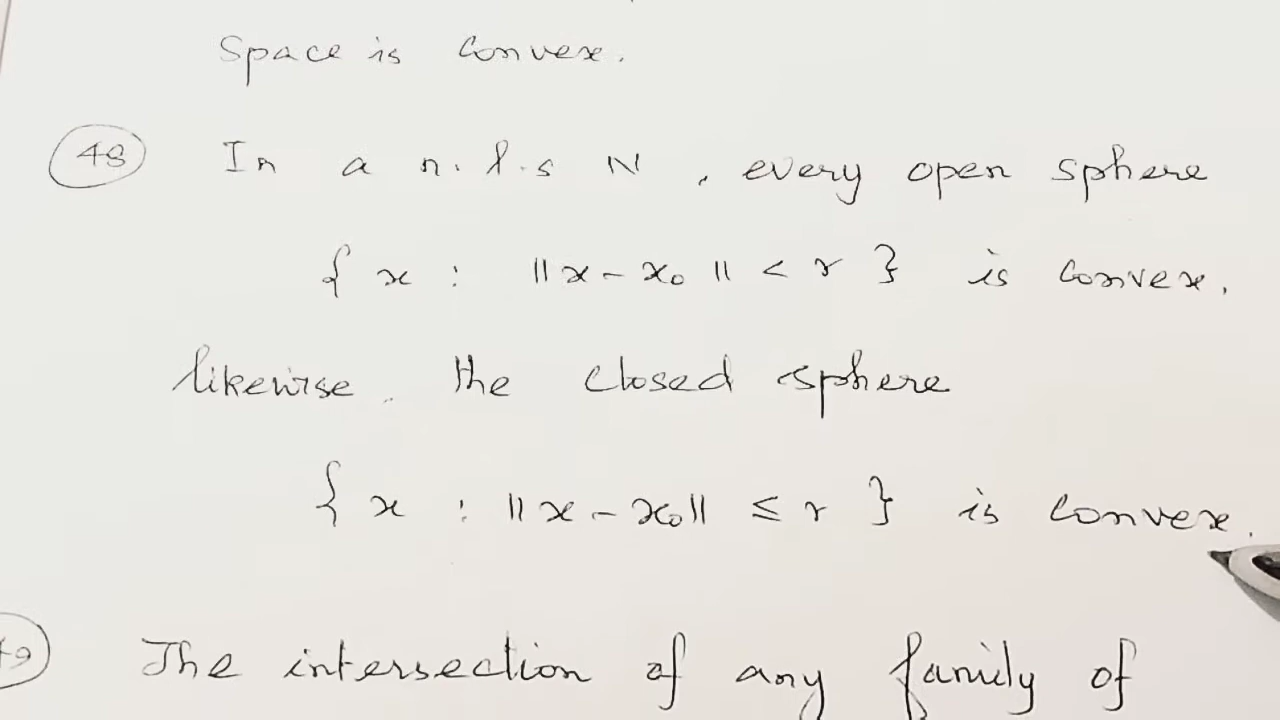 Space is Convex.
48 In a n.l.s N, every open sphere
{ x : ||x - x₀|| < r } is Convex.
likewise, the closed sphere
{ x : ||x - x₀|| ≤ r } is Convex.
The intersection of any family of